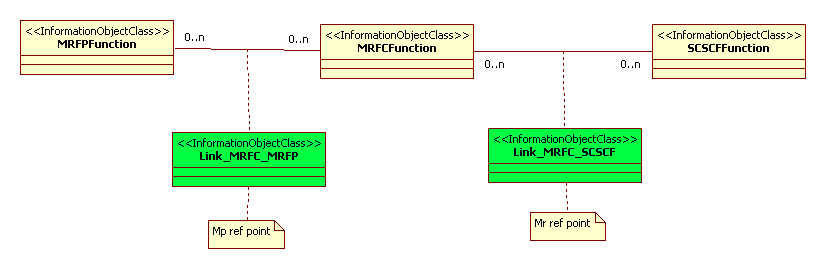 <<InformationObjectClass>>
MRFPFunction
0..n
0..n
<<InformationObjectClass>>
MRFCFunction
0..n
0..n
<<InformationObjectClass>>
SCSCFFunction
<<InformationObjectClass>>
Link_MRFC_MRFP
<<InformationObjectClass>>
Link_MRFC_SCSCF
Mp ref point
Mr ref point